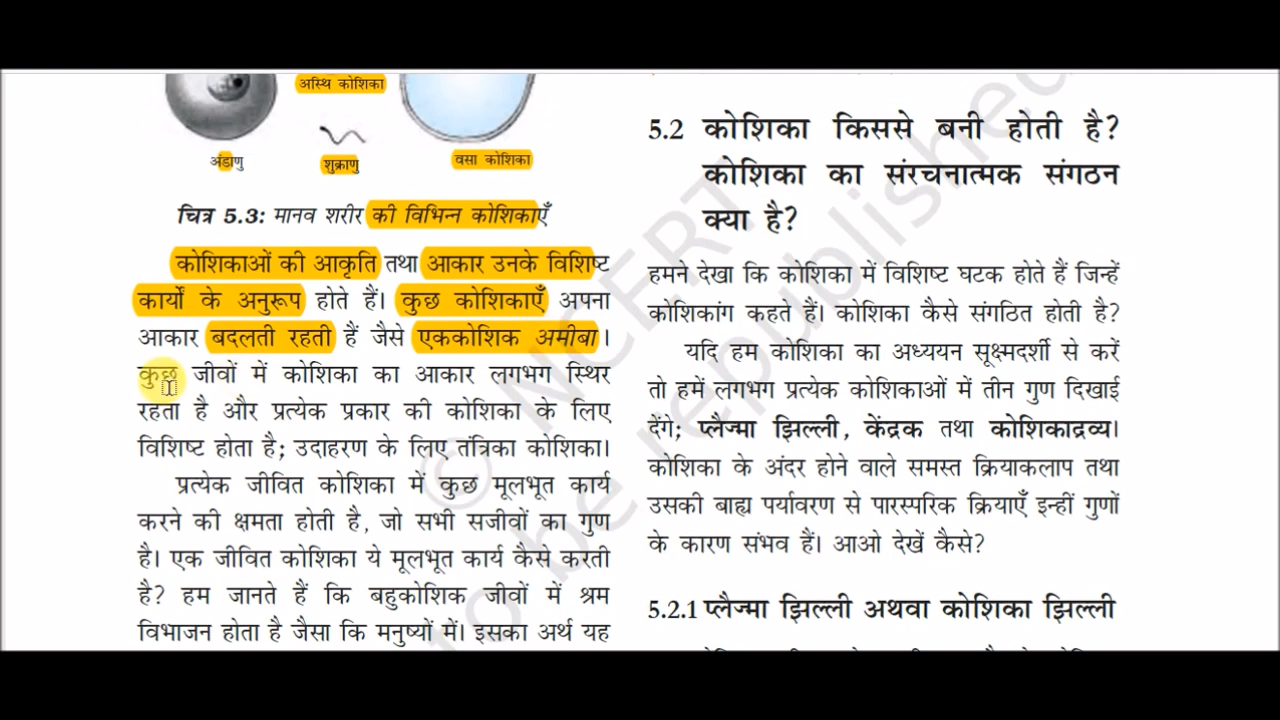 अस्थि कोशिका
अंडाणु
शुक्राणु
वसा कोशिका
चित्र 5.3: मानव शरीर की विभिन्न कोशिकाएँ
कोशिकाओं की आकृति तथा आकार उनके विशिष्ट
कार्यों के अनुरूप होते हैं। कुछ कोशिकाएँ अपना
आकार बदलती रहती हैं जैसे एककोशिक अमीबा।
कुछ जीवों में कोशिका का आकार लगभग स्थिर
रहता है और प्रत्येक प्रकार की कोशिका के लिए
विशिष्ट होता है; उदाहरण के लिए तंत्रिका कोशिका।
प्रत्येक जीवित कोशिका में कुछ मूलभूत कार्य
करने की क्षमता होती है, जो सभी सजीवों का गुण
है। एक जीवित कोशिका ये मूलभूत कार्य कैसे करती
है? हम जानते हैं कि बहुकोशिक जीवों में श्रम
विभाजन होता है जैसा कि मनुष्यों में। इसका अर्थ यह
5.2 कोशिका किससे बनी होती है?
कोशिका का संरचनात्मक संगठन
क्या है?
हमने देखा कि कोशिका में विशिष्ट घटक होते हैं जिन्हें
कोशिकांग कहते हैं। कोशिका कैसे संगठित होती है?
यदि हम कोशिका का अध्ययन सूक्ष्मदर्शी से करें
तो हमें लगभग प्रत्येक कोशिकाओं में तीन गुण दिखाई
देंगे; प्लैज्मा झिल्ली, केंद्रक तथा कोशिकाद्रव्य।
कोशिका के अंदर होने वाले समस्त क्रियाकलाप तथा
उसकी बाह्य पर्यावरण से पारस्परिक क्रियाएँ इन्हीं गुणों
के कारण संभव हैं। आओ देखें कैसे?
5.2.1 प्लैज्मा झिल्ली अथवा कोशिका झिल्ली
© NCERT
to be republished